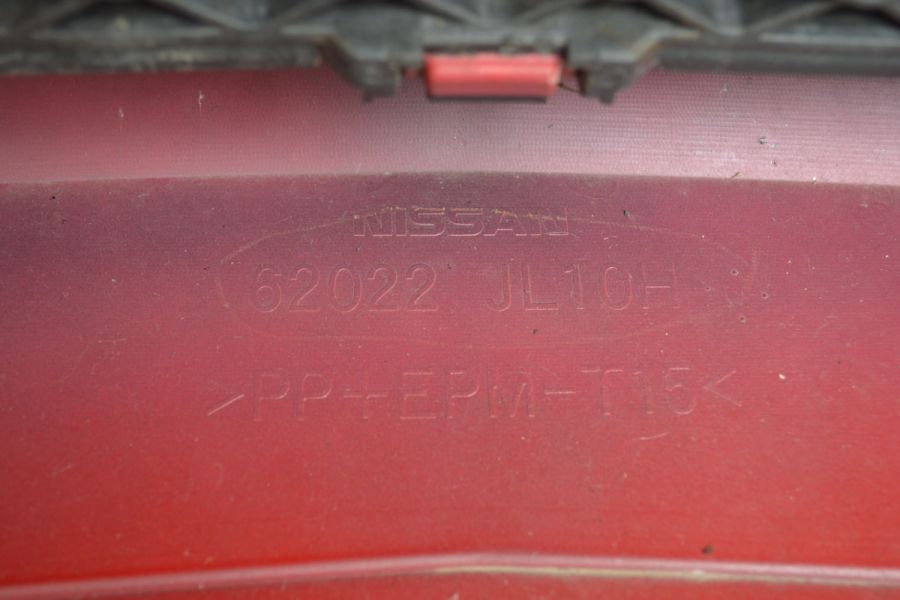 NISSAN
62022 JL10H
>PP+EPM-T15<